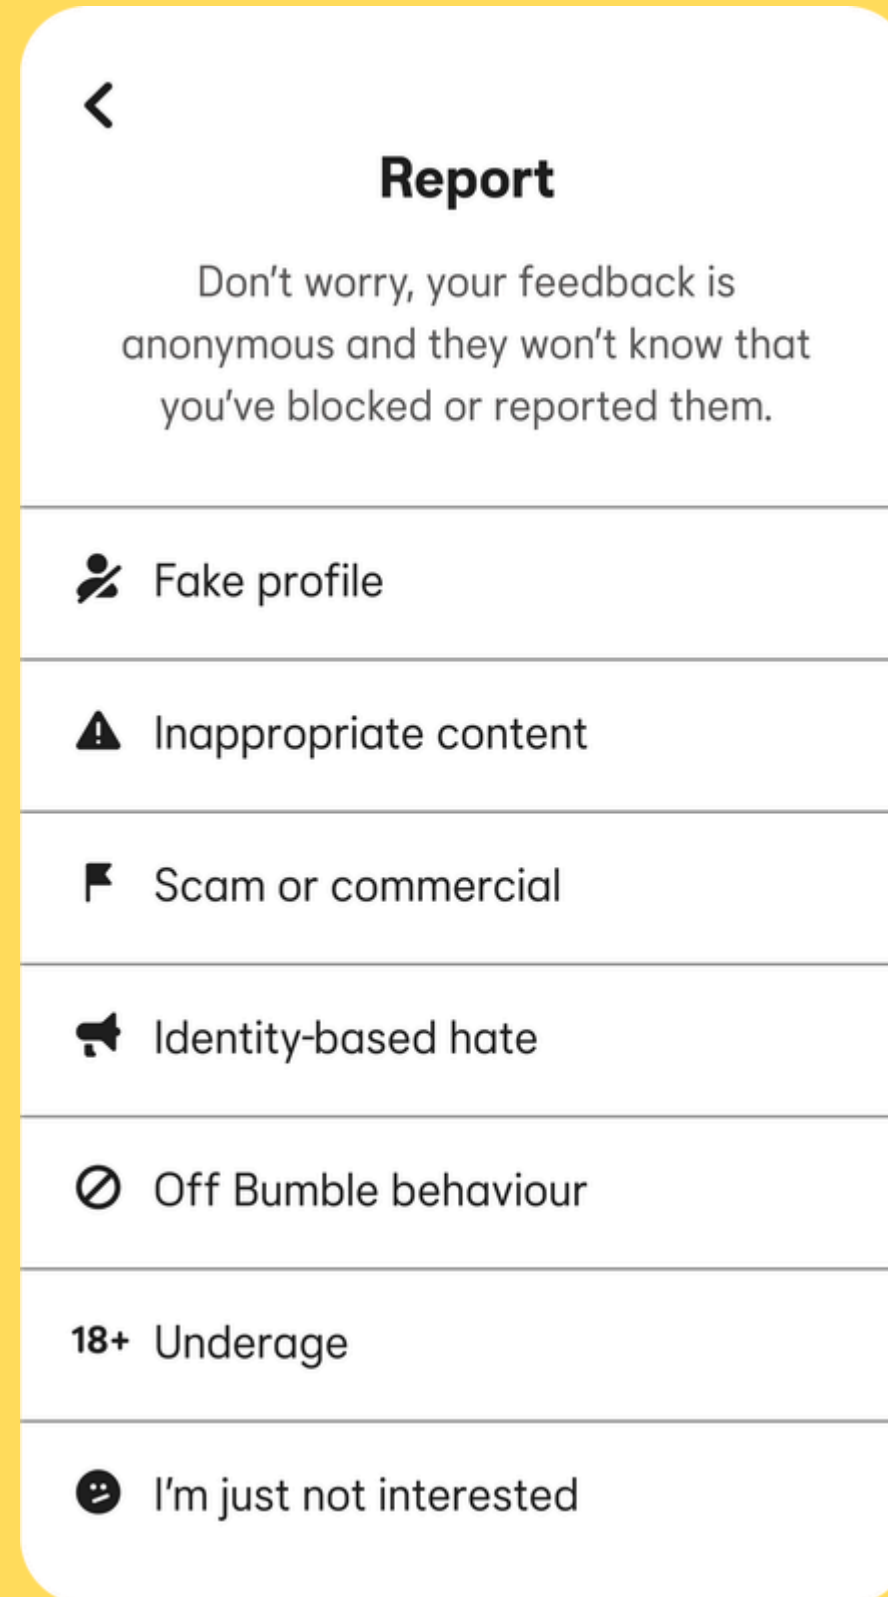 Report
Don't worry, your feedback is
anonymous and they won't know that
you've blocked or reported them.
Fake profile
Inappropriate content
Scam or commercial
Identity-based hate
Off Bumble behaviour
18+ Underage
I'm just not interested